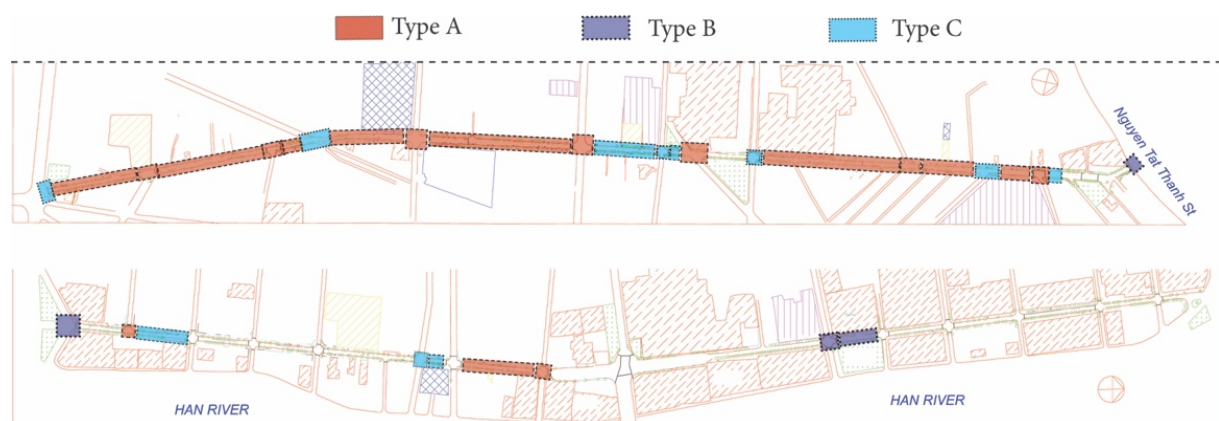 Type A
Type B
Type C
Nguyen Tat Thanh St
HAN RIVER
HAN RIVER